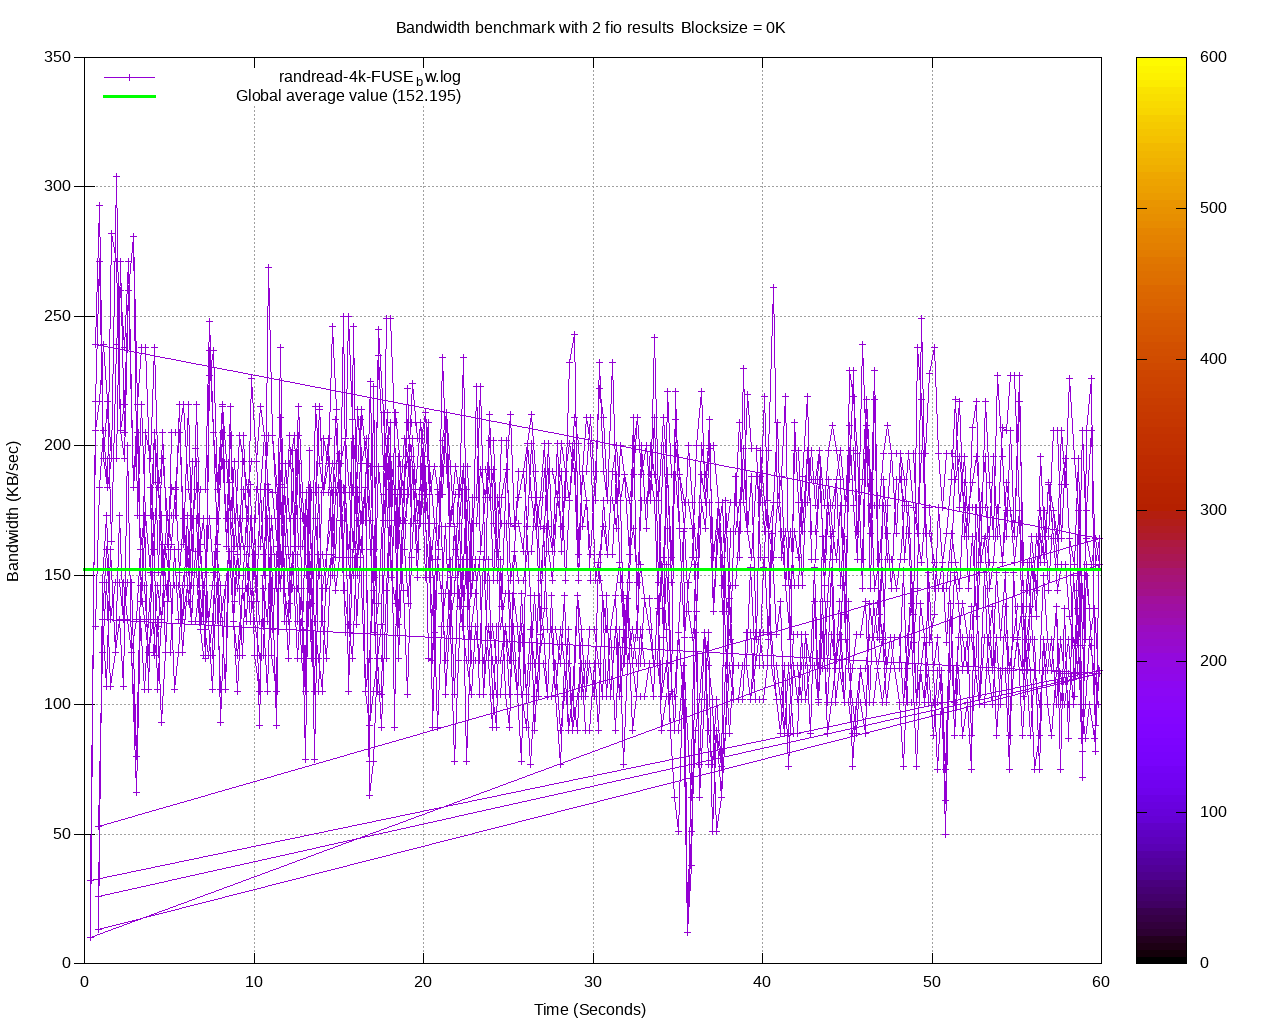 Bandwidth benchmark with 2 fio results Blocksize = 0K
randread-4k-FUSE_bw.log
Global average value (152.195)
350
300
250
200
150
100
50
0
Bandwidth (KB/sec)
0 10 20 30 40 50 60
Time (Seconds)
600
500
400
300
200
100
0